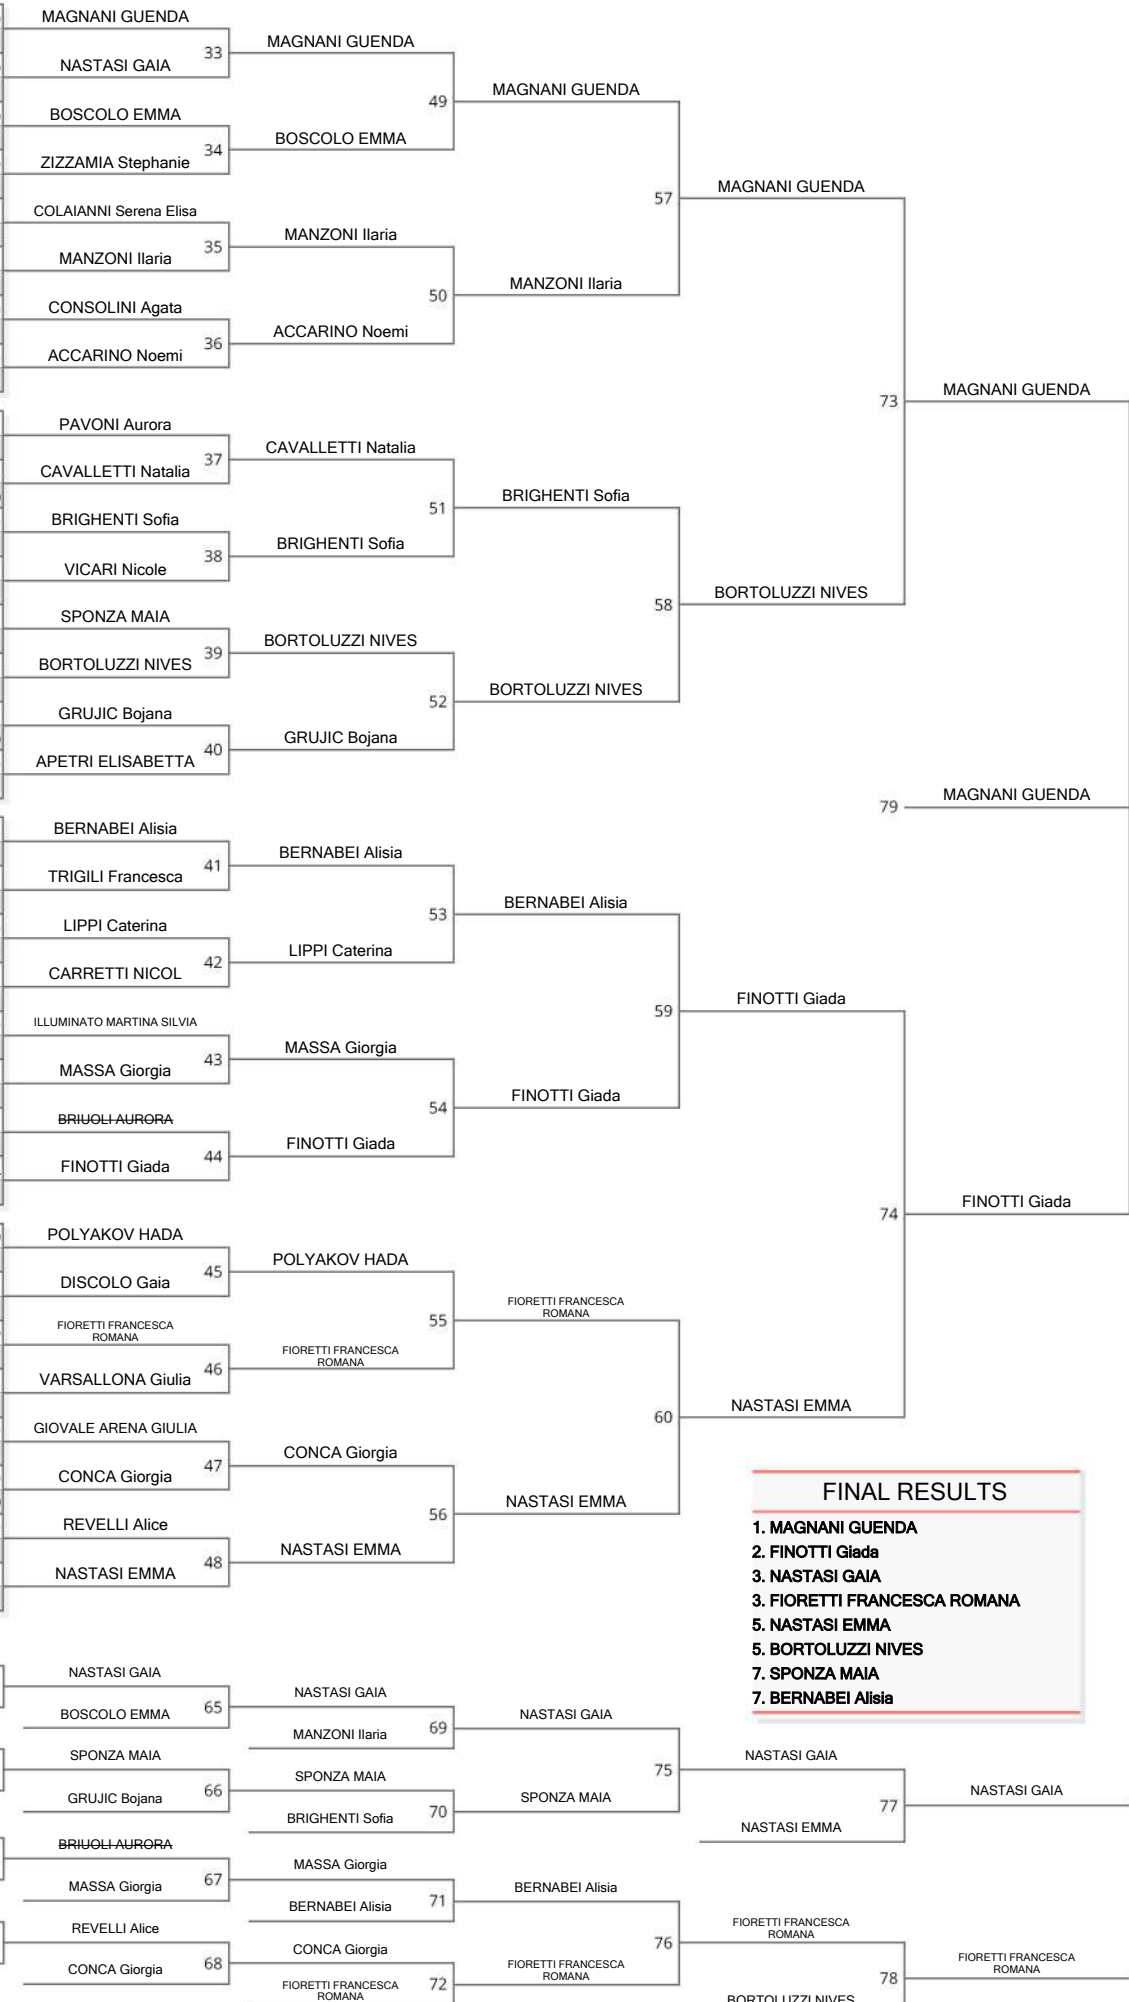 MAGNANI GUENDA
NASTASI GAIA
33
MAGNANI GUENDA
BOSCOLO EMMA
ZIZZAMIA Stephanie
34
BOSCOLO EMMA
49
MAGNANI GUENDA
COLAIANNI Serena Elisa
MANZONI Ilaria
35
MANZONI Ilaria
CONSOLINI Agata
ACCARINO Noemi
36
ACCARINO Noemi
50
MANZONI Ilaria
57
MAGNANI GUENDA
PAVONI Aurora
CAVALLETTI Natalia
37
CAVALLETTI Natalia
BRIGHENTI Sofia
VICARI Nicole
38
BRIGHENTI Sofia
51
BRIGHENTI Sofia
SPONZA MAIA
BORTOLUZZI NIVES
39
BORTOLUZZI NIVES
GRUJIC Bojana
APETRI ELISABETTA
40
GRUJIC Bojana
52
BORTOLUZZI NIVES
58
BORTOLUZZI NIVES
73
MAGNANI GUENDA
79
MAGNANI GUENDA
BERNABEI Alisia
TRIGILI Francesca
41
BERNABEI Alisia
LIPPI Caterina
CARRETTI NICOL
42
LIPPI Caterina
53
BERNABEI Alisia
ILLUMINATO MARTINA SILVIA
MASSA Giorgia
43
MASSA Giorgia
BRIUOLI AURORA
FINOTTI Giada
44
FINOTTI Giada
54
FINOTTI Giada
59
FINOTTI Giada
POLYAKOV HADA
DISCOLO Gaia
45
POLYAKOV HADA
FIORETTI FRANCESCA
ROMANA
VARSALLONA Giulia
46
FIORETTI FRANCESCA
ROMANA
55
FIORETTI FRANCESCA
ROMANA
GIOVALE ARENA GIULIA
CONCA Giorgia
47
CONCA Giorgia
REVELLI Alice
NASTASI EMMA
48
NASTASI EMMA
56
NASTASI EMMA
60
NASTASI EMMA
74
FINOTTI Giada
FINAL RESULTS
1. MAGNANI GUENDA
2. FINOTTI Giada
3. NASTASI GAIA
3. FIORETTI FRANCESCA ROMANA
5. NASTASI EMMA
5. BORTOLUZZI NIVES
7. SPONZA MAIA
7. BERNABEI Alisia
NASTASI GAIA
BOSCOLO EMMA
65
NASTASI GAIA
MANZONI Ilaria
69
NASTASI GAIA
SPONZA MAIA
GRUJIC Bojana
66
SPONZA MAIA
BRIGHENTI Sofia
70
SPONZA MAIA
75
NASTASI GAIA
NASTASI EMMA
77
NASTASI GAIA
BRIUOLI AURORA
MASSA Giorgia
67
MASSA Giorgia
BERNABEI Alisia
71
BERNABEI Alisia
REVELLI Alice
CONCA Giorgia
68
CONCA Giorgia
FIORETTI FRANCESCA
ROMANA
72
FIORETTI FRANCESCA
ROMANA
76
FIORETTI FRANCESCA
ROMANA
BORTOLUZZI NIVES
78
FIORETTI FRANCESCA
ROMANA